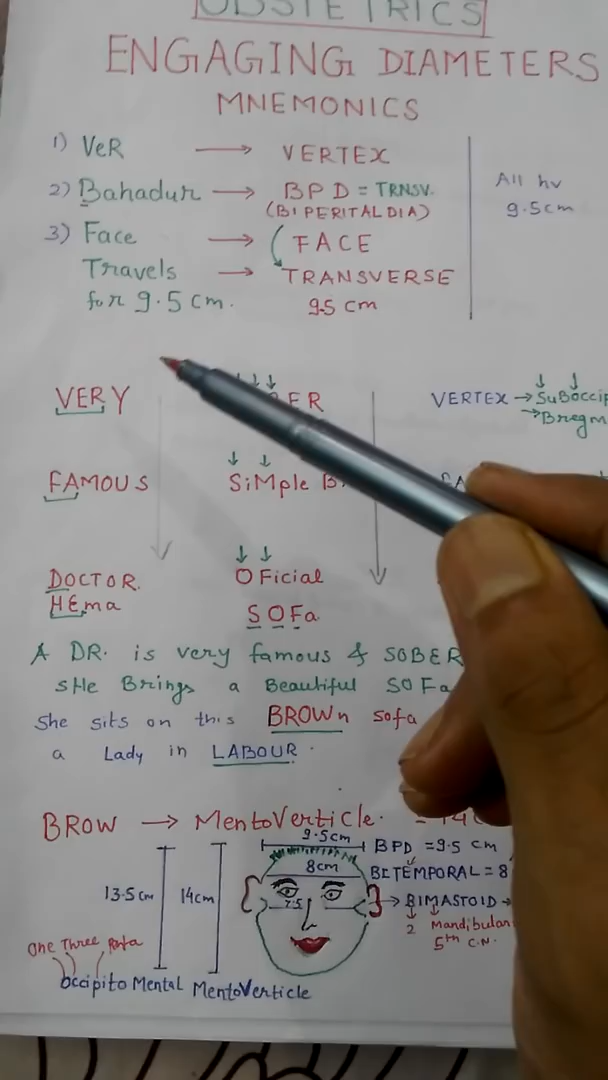 OBSTETRICS
ENGAGING DIAMETERS
MNEMONICS
1) VeR → VERTEX
2) Bahadur → BPD = TRNSV.
(BIPERITALDIA)
3) Face → FACE
Travels → TRANSVERSE
for 9.5 cm. 9.5 cm
All hv
9.5cm
VERY ER VERTEX → SuBoccip
→ Bregm
FAMOUS SiMple B
DOCTOR. OFicial
HEma SOFa
A DR. is very famous & SOBER
sHe Brings a Beautiful SOFa
She sits on this BROWn sofa
a Lady in LABOUR.
BROW → MentoVerticle. = 14
9.5cm BPD = 9.5 cm
8cm BITEMPORAL = 8
13.5cm 14cm 7.5 → BIMASTOID →
2 Mandibular
5th C.N.
One Three Panta
Occipito Mental MentoVerticle